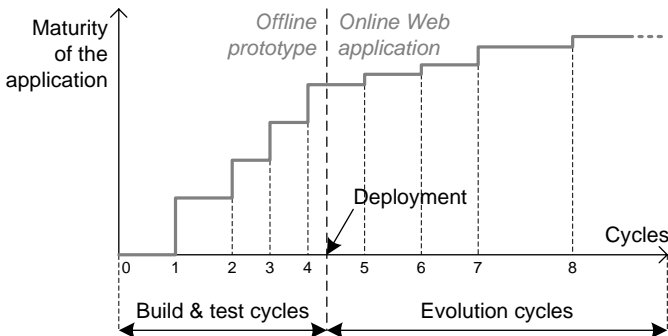 Maturity
of the
application
Offline
prototype
Online Web
application
Deployment
Cycles
0 1 2 3 4 5 6 7 8
Build & test cycles
Evolution cycles